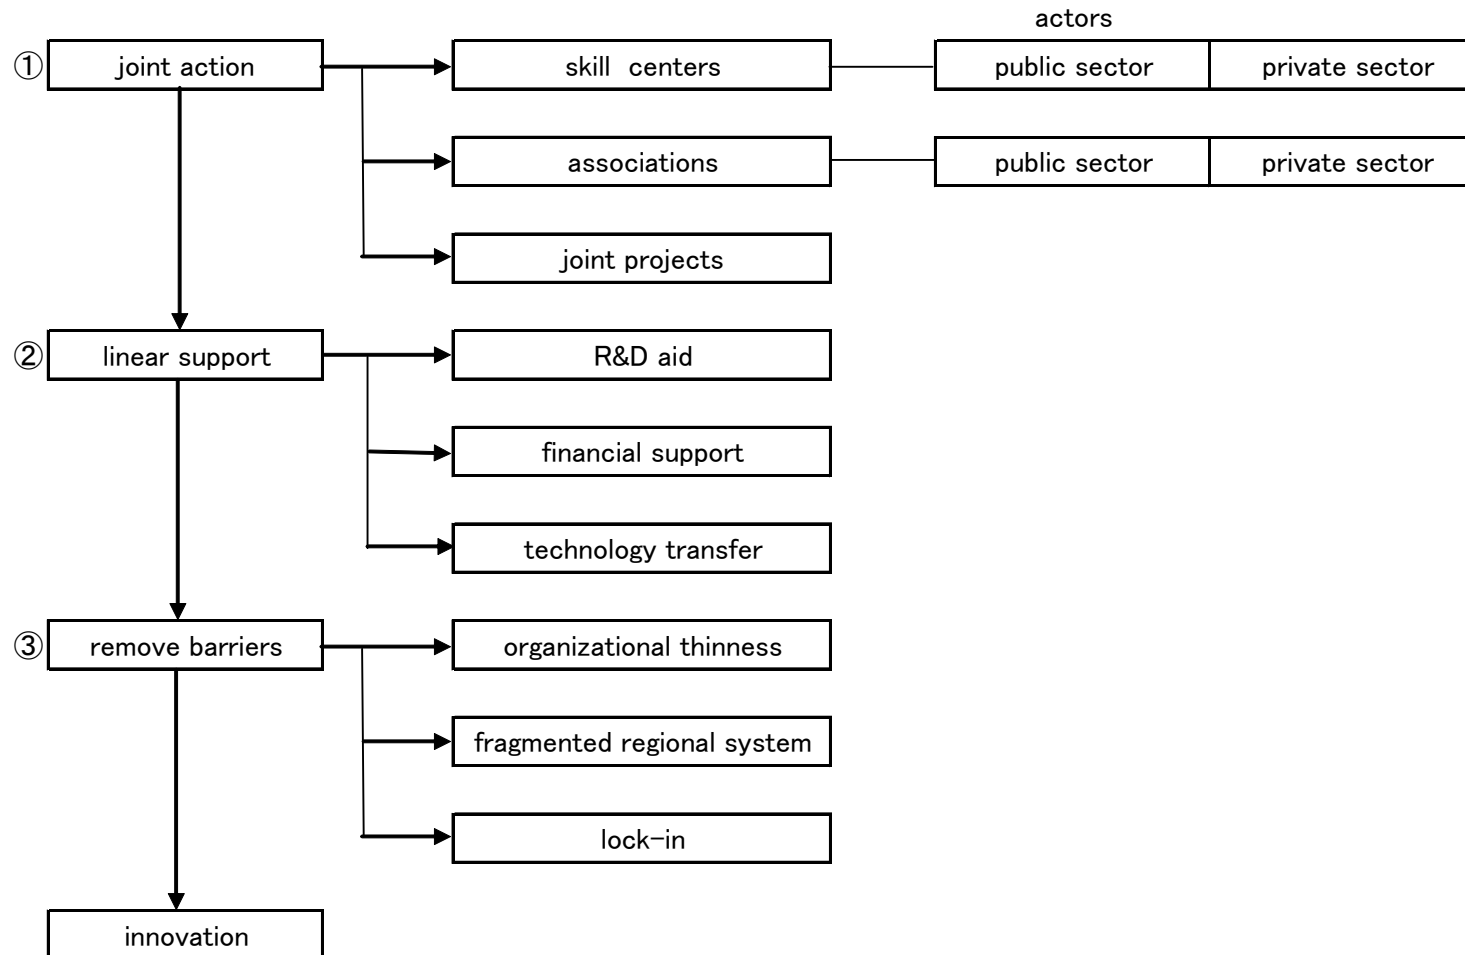 actors
① joint action skill centers public sector private sector
associations public sector private sector
joint projects
② linear support R&D aid
financial support
technology transfer
③ remove barriers organizational thinness
fragmented regional system
lock-in
innovation